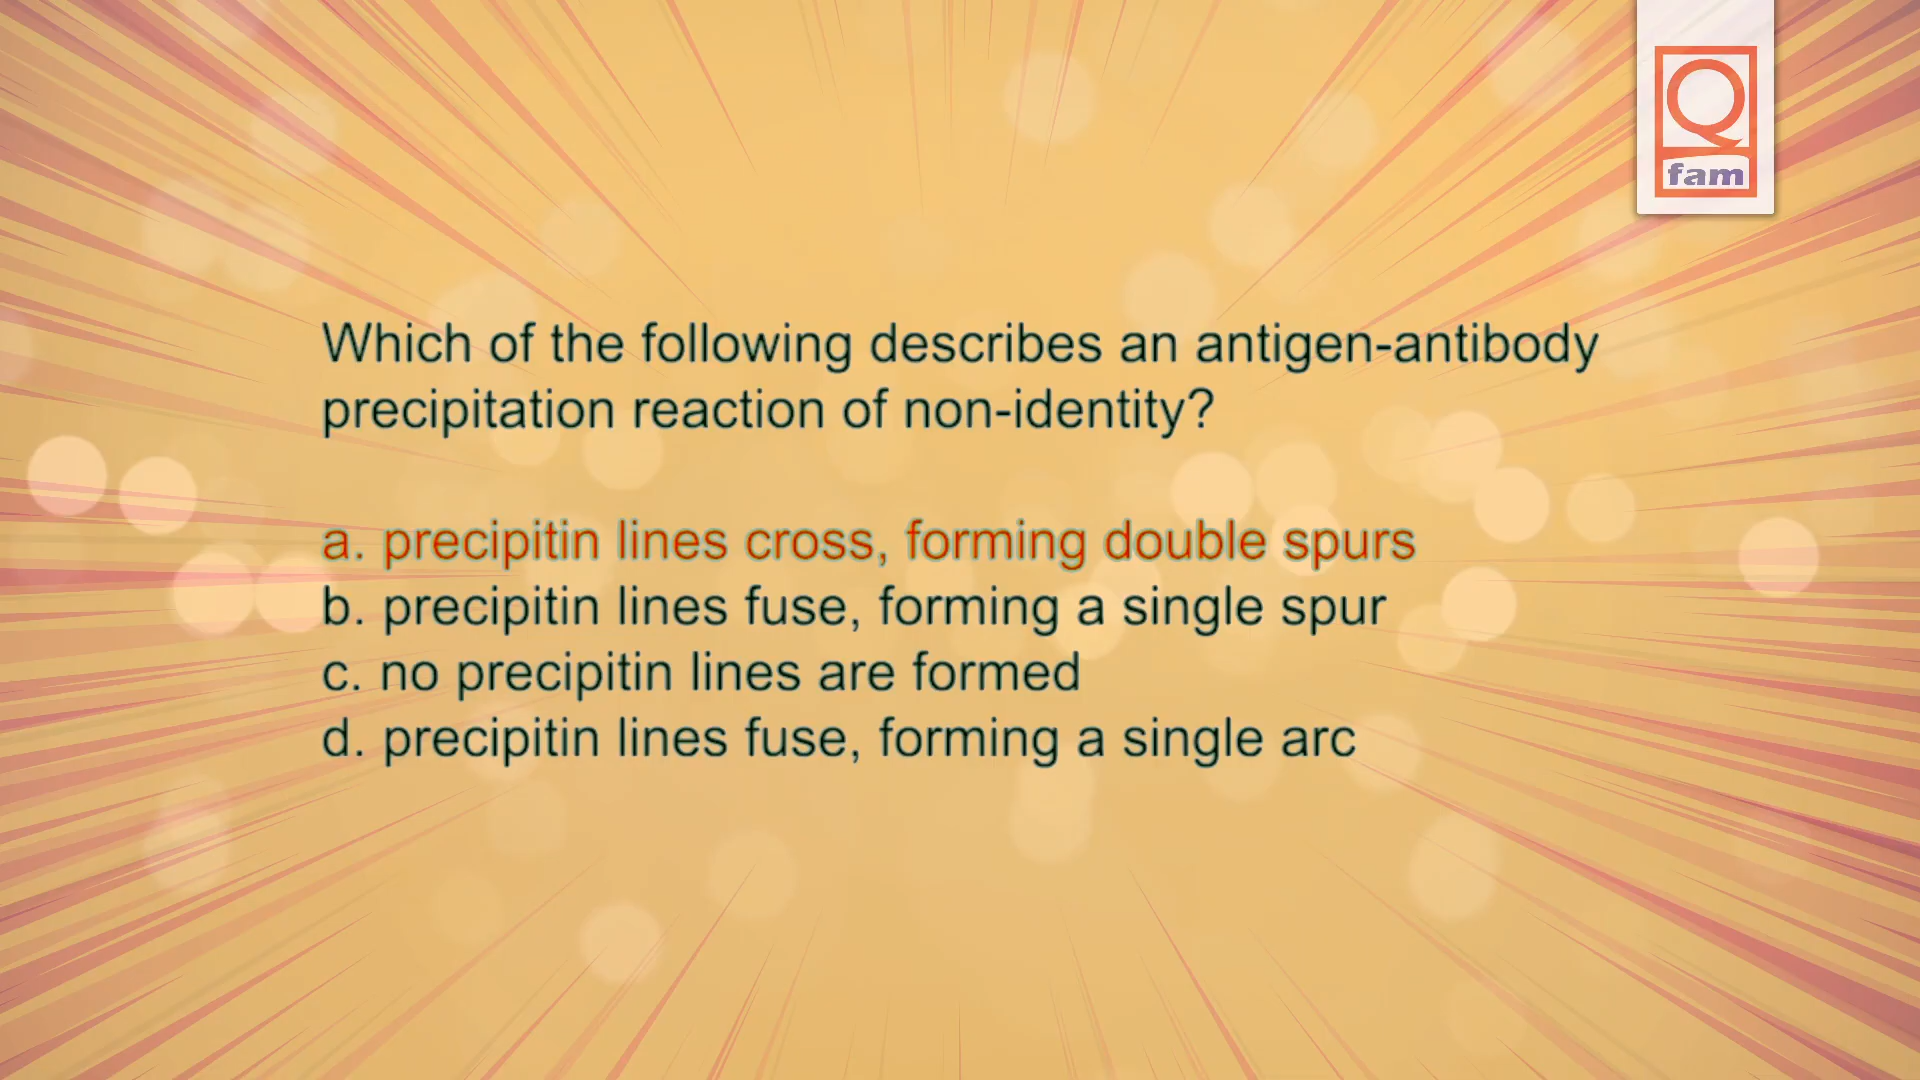 Q
fam
Which of the following describes an antigen-antibody
precipitation reaction of non-identity?
a. precipitin lines cross, forming double spurs
b. precipitin lines fuse, forming a single spur
c. no precipitin lines are formed
d. precipitin lines fuse, forming a single arc